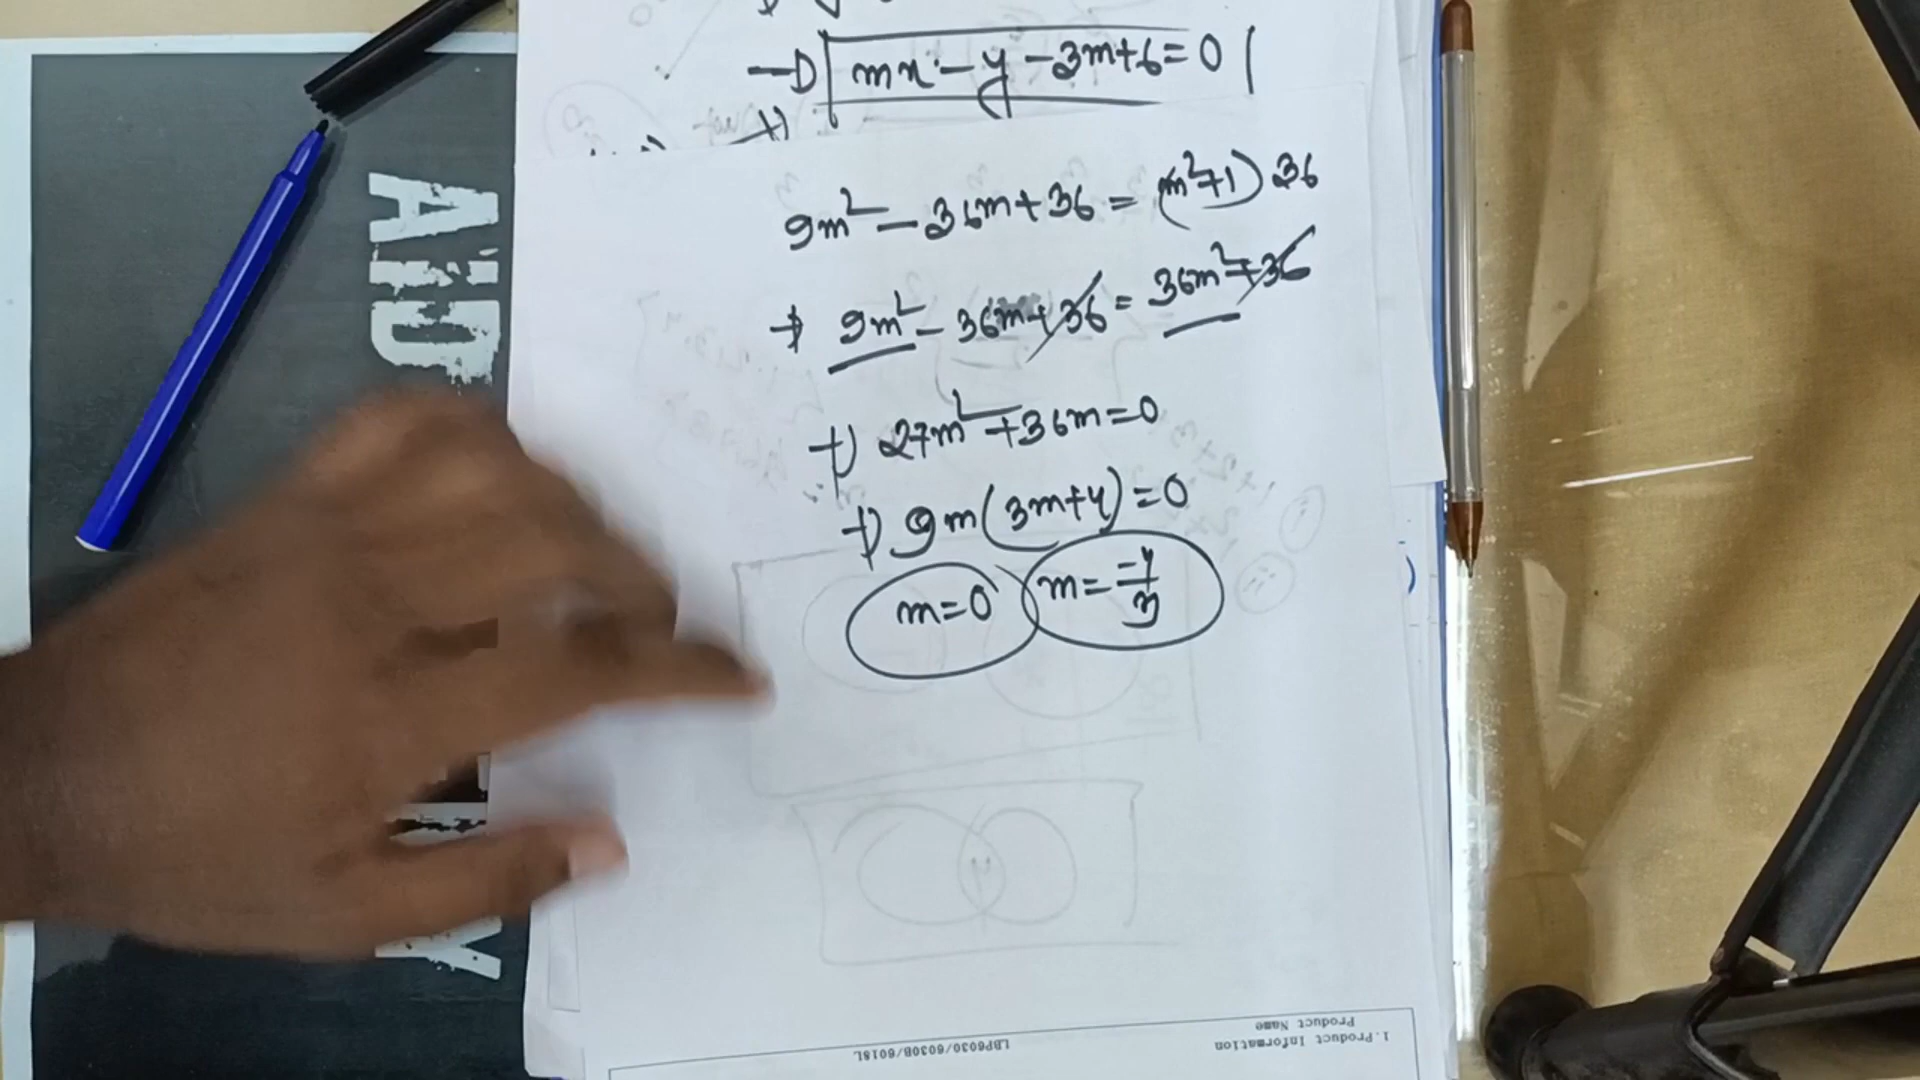 mx - y - 3m+6=0
9m² - 36m+36 = (m²+1) 36
⇒ 9m² - 36m+36 = 36m²+36
⇒ 27m²+36m=0
⇒ 9m(3m+4)=0
m=0 m=-4/3
AHD
Y
1.Product Information
Product Name
LBP6030/6030B/6018L